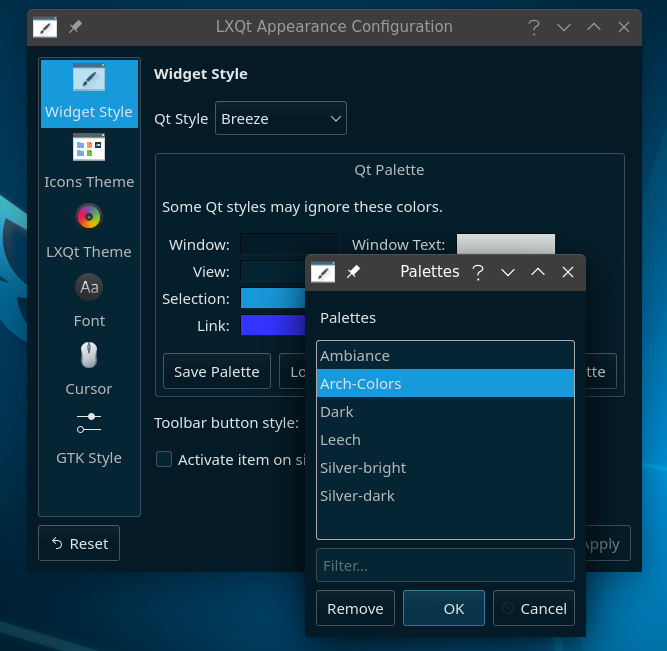 LXQt Appearance Configuration
Widget Style
Icons Theme
LXQt Theme
Aa
Font
Cursor
GTK Style
Widget Style
Qt Style Breeze
Qt Palette
Some Qt styles may ignore these colors.
Window: Window Text:
View:
Selection:
Link:
Save Palette
Toolbar button style:
Activate item on
Reset
Palettes
Palettes
Ambiance
Arch-Colors
Dark
Leech
Silver-bright
Silver-dark
Filter...
Remove OK Cancel
Apply